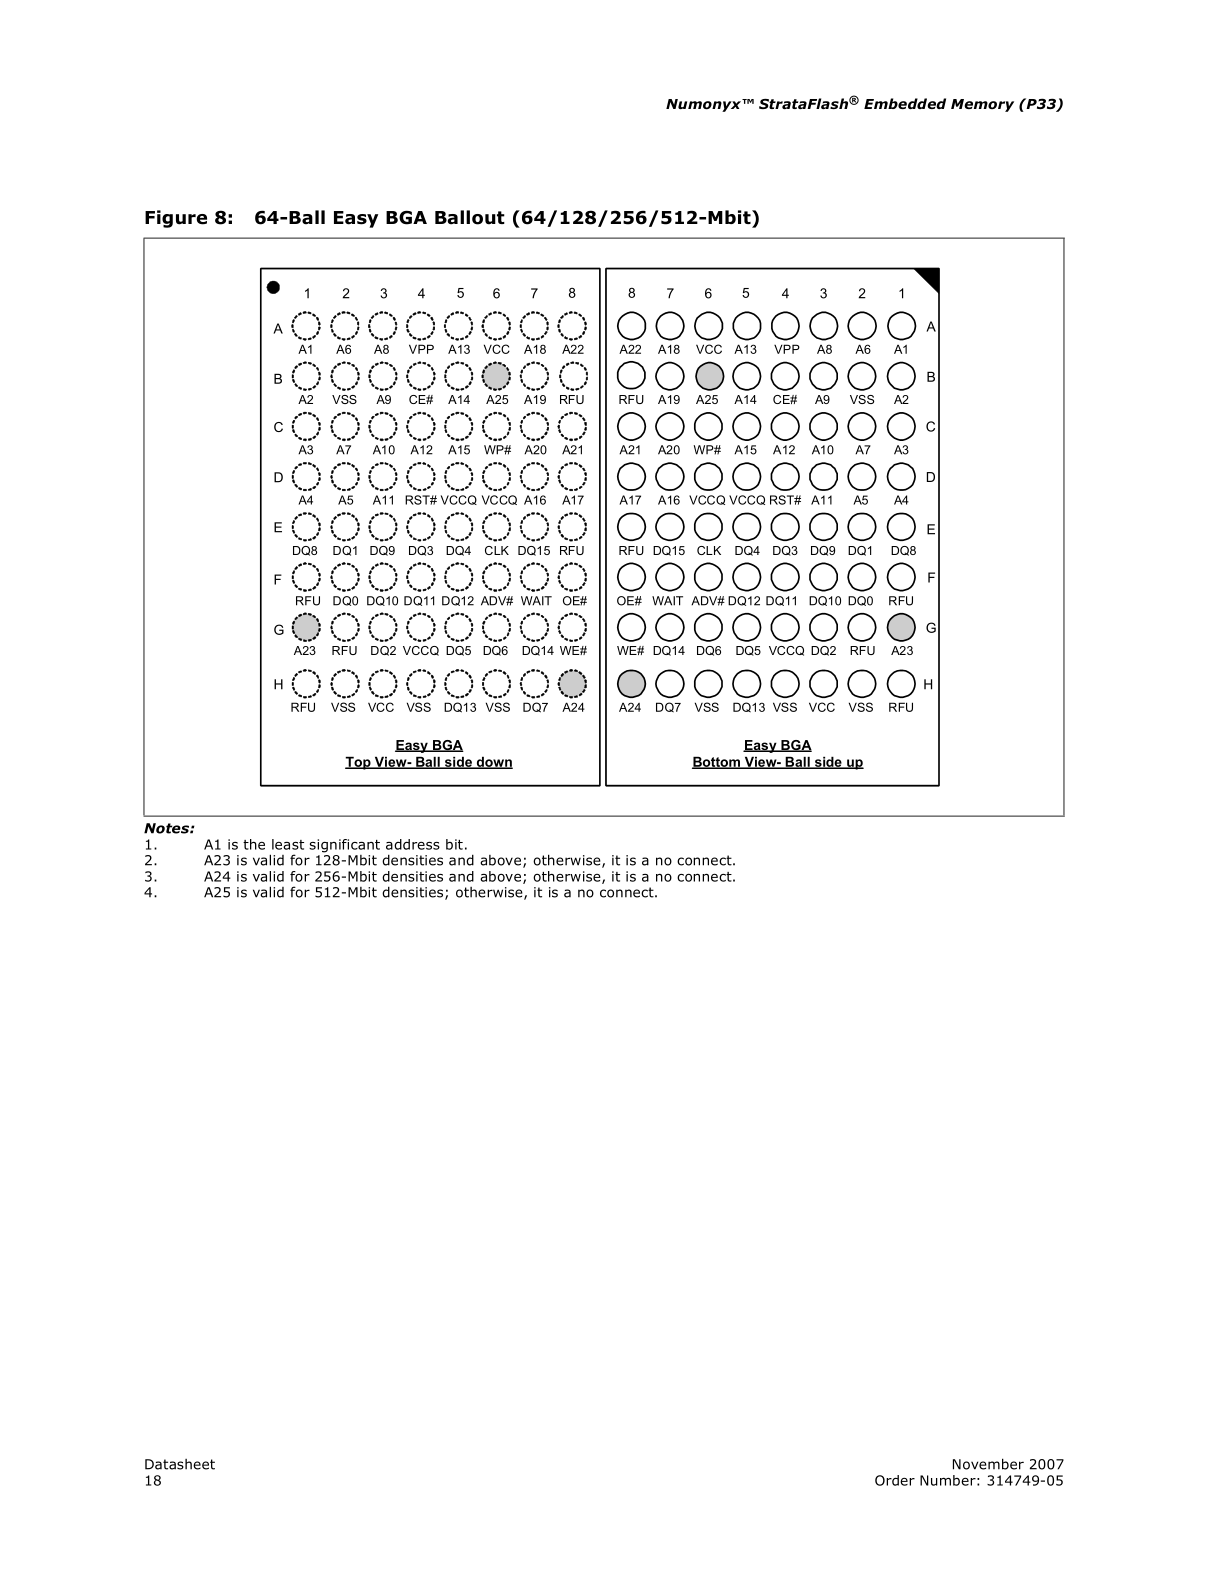 Numonyx™ StrataFlash® Embedded Memory (P33)
Figure 8: 64-Ball Easy BGA Ballout (64/128/256/512-Mbit)
1 2 3 4 5 6 7 8
A
A1 A6 A8 VPP A13 VCC A18 A22
B
A2 VSS A9 CE# A14 A25 A19 RFU
C
A3 A7 A10 A12 A15 WP# A20 A21
D
A4 A5 A11 RST# VCCQ VCCQ A16 A17
E
DQ8 DQ1 DQ9 DQ3 DQ4 CLK DQ15 RFU
F
RFU DQ0 DQ10 DQ11 DQ12 ADV# WAIT OE#
G
A23 RFU DQ2 VCCQ DQ5 DQ6 DQ14 WE#
H
RFU VSS VCC VSS DQ13 VSS DQ7 A24
Easy BGA
Top View- Ball side down
8 7 6 5 4 3 2 1
A
A22 A18 VCC A13 VPP A8 A6 A1
B
RFU A19 A25 A14 CE# A9 VSS A2
C
A21 A20 WP# A15 A12 A10 A7 A3
D
A17 A16 VCCQ VCCQ RST# A11 A5 A4
E
RFU DQ15 CLK DQ4 DQ3 DQ9 DQ1 DQ8
F
OE# WAIT ADV# DQ12 DQ11 DQ10 DQ0 RFU
G
WE# DQ14 DQ6 DQ5 VCCQ DQ2 RFU A23
H
A24 DQ7 VSS DQ13 VSS VCC VSS RFU
Easy BGA
Bottom View- Ball side up
Notes:
1. A1 is the least significant address bit.
2. A23 is valid for 128-Mbit densities and above; otherwise, it is a no connect.
3. A24 is valid for 256-Mbit densities and above; otherwise, it is a no connect.
4. A25 is valid for 512-Mbit densities; otherwise, it is a no connect.
Datasheet November 2007
18 Order Number: 314749-05